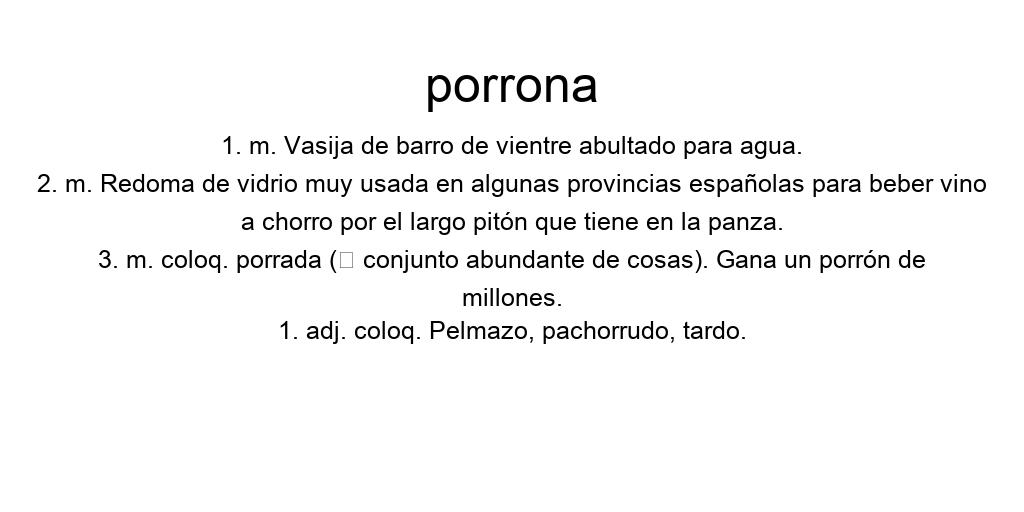 porrona
1. m. Vasija de barro de vientre abultado para agua.
2. m. Redoma de vidrio muy usada en algunas provincias españolas para beber vino
a chorro por el largo pitón que tiene en la panza.
3. m. coloq. porrada (□ conjunto abundante de cosas). Gana un porrón de
millones.
1. adj. coloq. Pelmazo, pachorrudo, tardo.